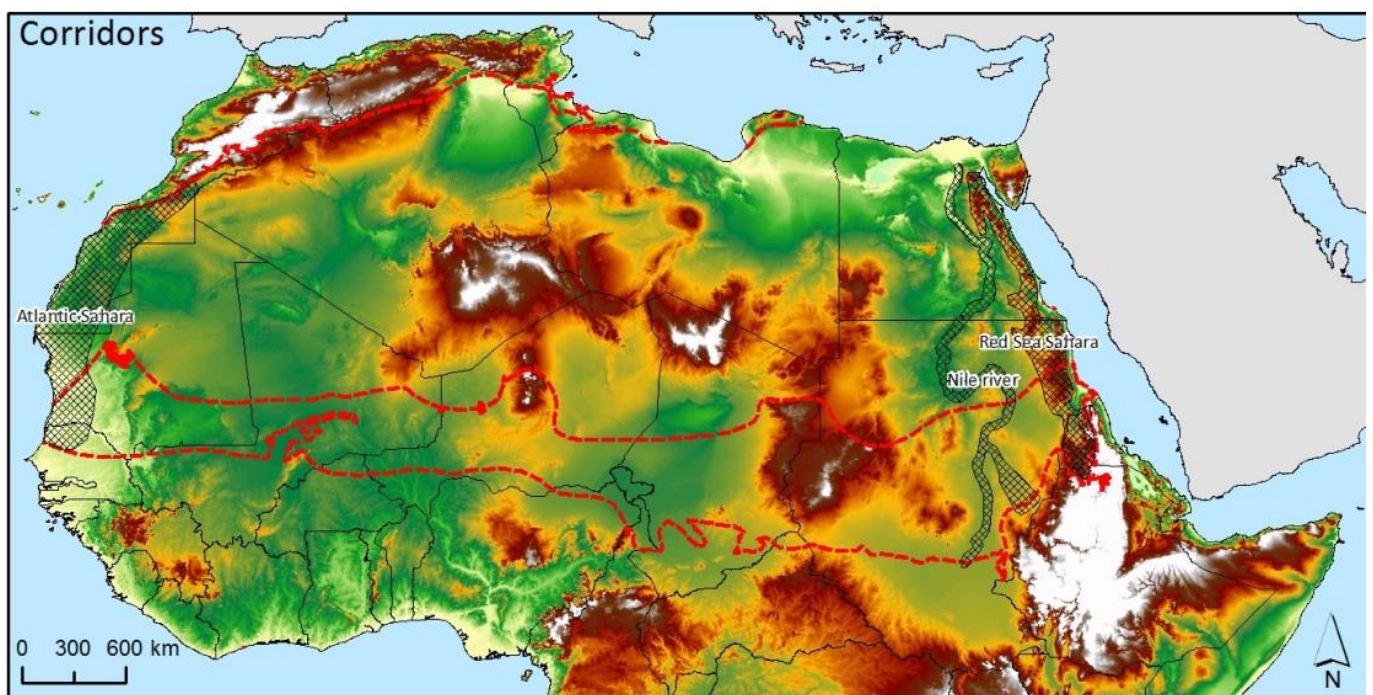 Corridors
Atlantic-Sahara
Red Sea Sahara
Nile river
0 300 600 km
N